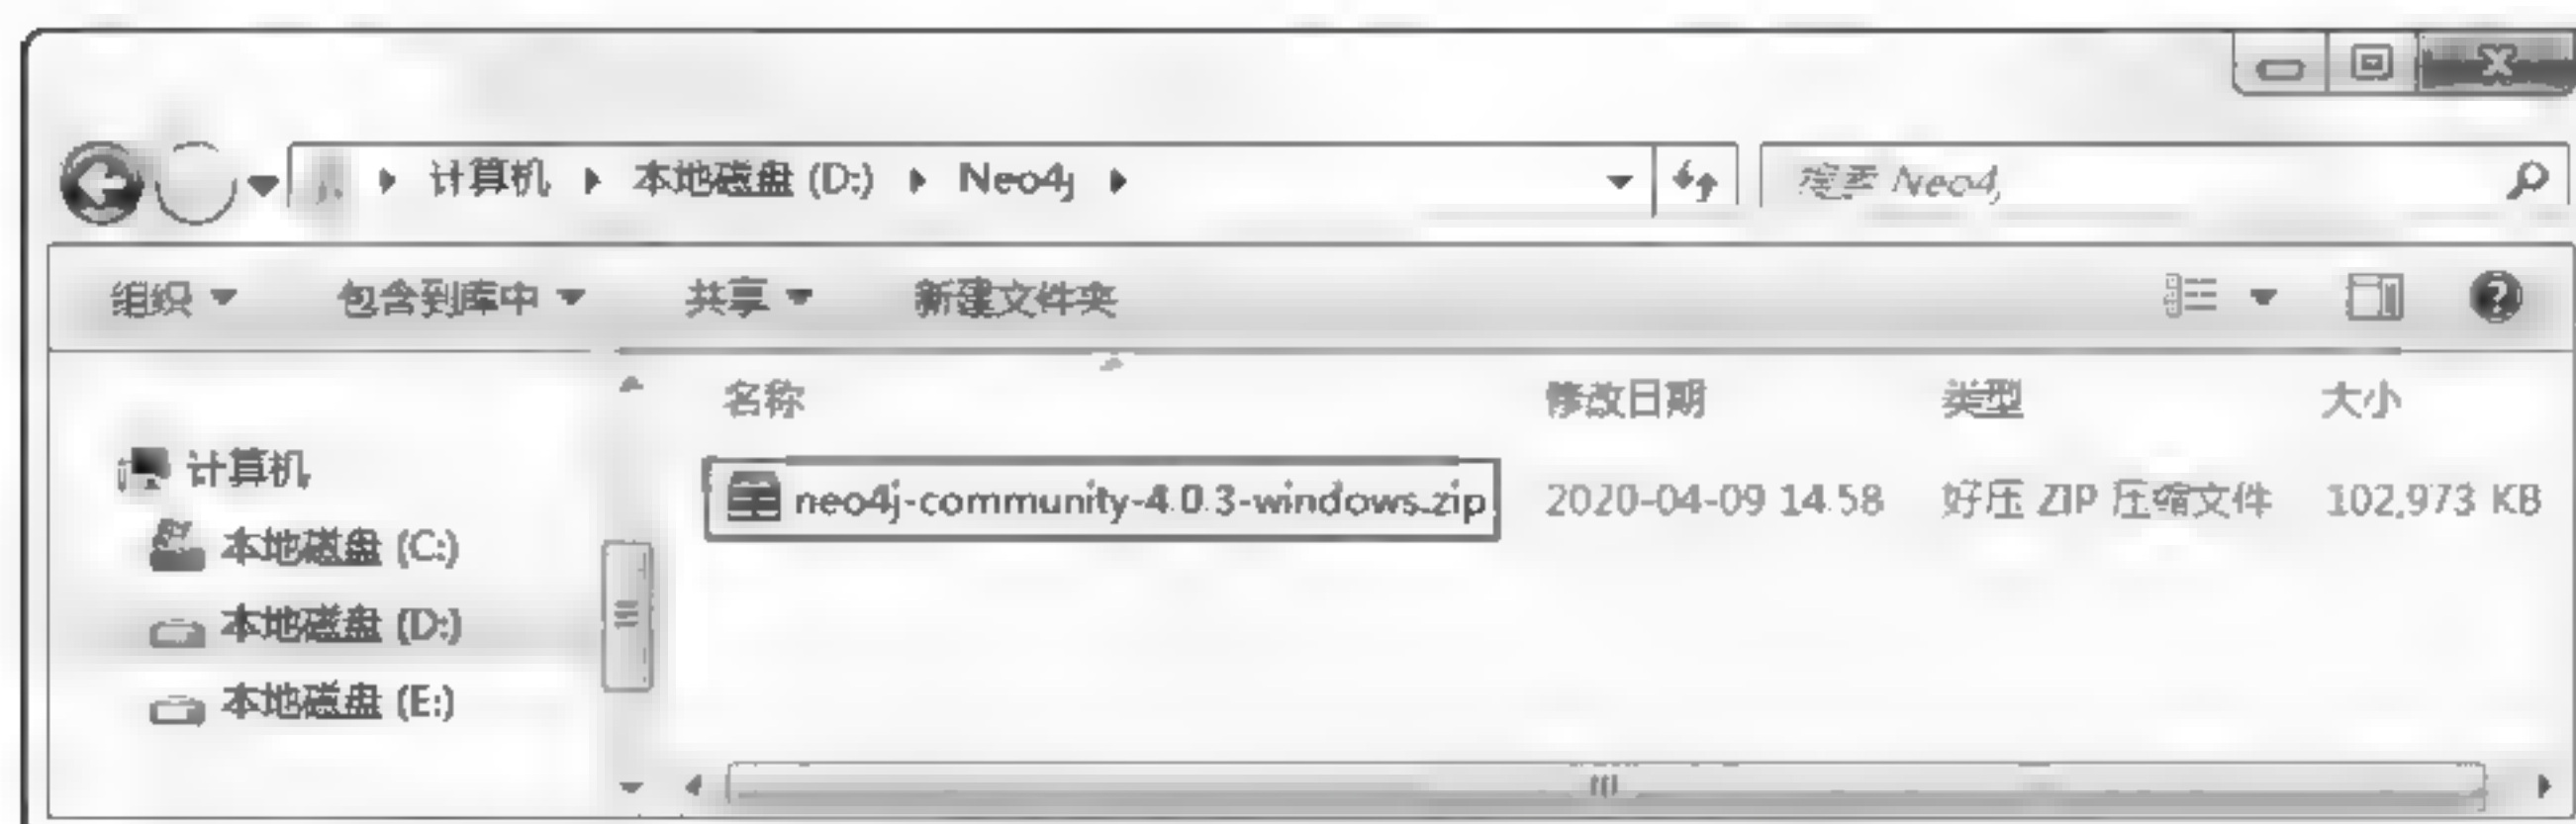 计算机 本地磁盘 (D:) Neo4j
搜索 Neo4j
组织 包含到库中 共享 新建文件夹
名称 修改日期 类型 大小
计算机
neo4j-community-4.0.3-windows.zip 2020-04-09 14:58 好压 ZIP 压缩文件 102,973 KB
本地磁盘 (C:)
本地磁盘 (D:)
本地磁盘 (E:)